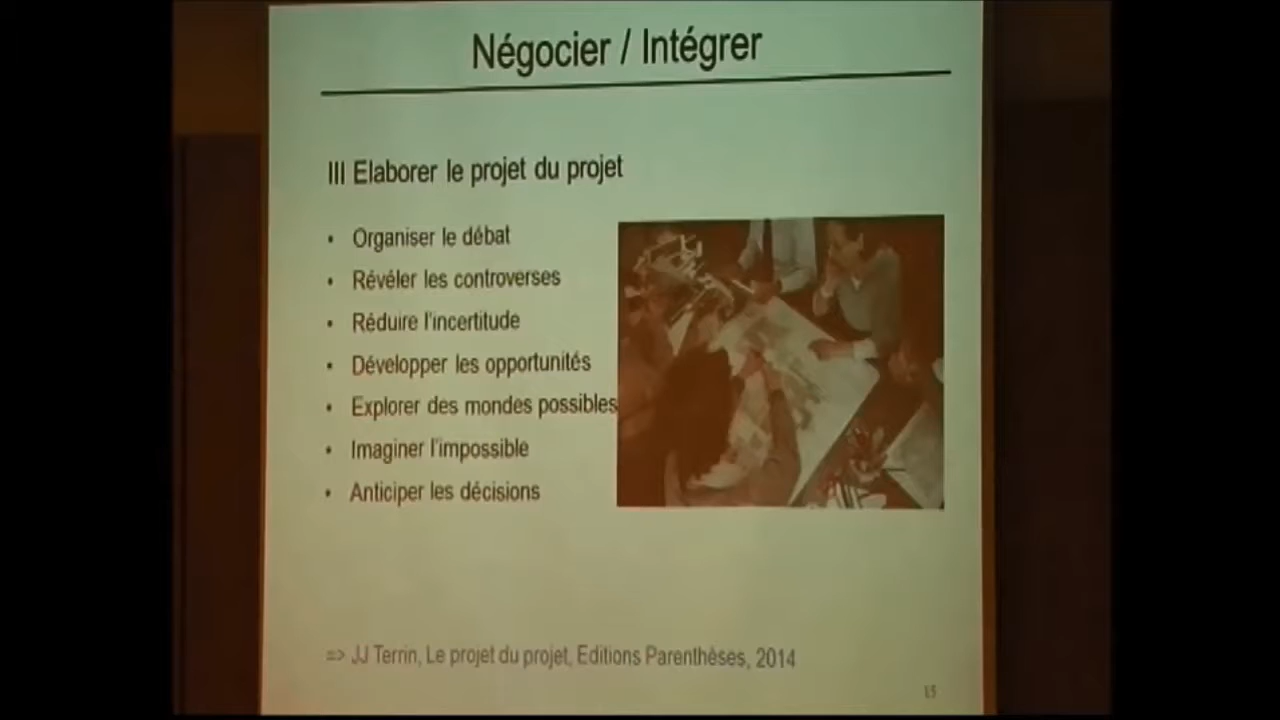 Négocier / Intégrer
III Elaborer le projet du projet
• Organiser le débat
• Révéler les controverses
• Réduire l'incertitude
• Développer les opportunités
• Explorer des mondes possibles
• Imaginer l'impossible
• Anticiper les décisions
=> JJ Terrin, Le projet du projet, Editions Parenthèses, 2014
15